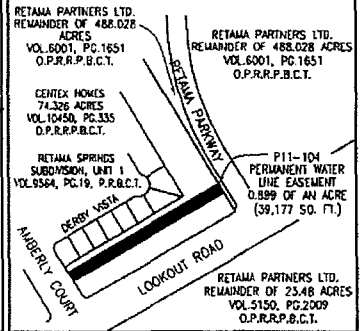 RETAMA PARTNERS LTD.
REMAINDER OF 488.028
ACRES
VOL.6001, PG.1651
O.P.R.R.P.B.C.T.
RETAMA PARTNERS LTD.
REMAINDER OF 488.028 ACRES
VOL.6001, PG.1651
O.P.R.R.P.B.C.T.
RETAMA PARKWAY
CENTEX HOMES
74.326 ACRES
VOL.10450, PG.335
O.P.R.R.P.B.C.T.
RETAMA SPRINGS
SUBDIVISION, UNIT 1
VOL.9564, PG.19, P.R.B.C.T.
P11-104
PERMANENT WATER
LINE EASEMENT
0.899 OF AN ACRE
(39,177 SQ. FT.)
DERBY VISTA
AMBERLY COURT
LOOKOUT ROAD
RETAMA PARTNERS LTD.
REMAINDER OF 23.48 ACRES
VOL.5150, PG.2009
O.P.R.R.P.B.C.T.